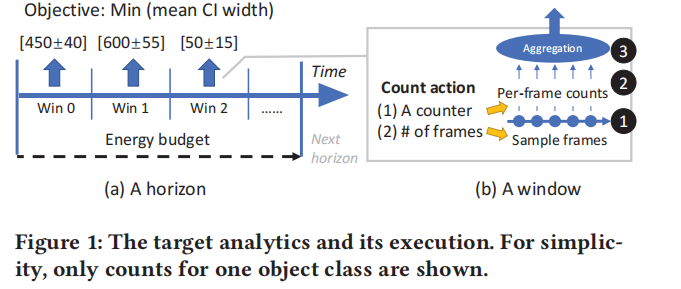 Objective: Min (mean CI width)
[450±40] [600±55] [50±15]
Time
Win 0 Win 1 Win 2 ......
Energy budget
Next
horizon
(a) A horizon
Aggregation
3
2
Per-frame counts
Count action
(1) A counter
(2) # of frames
1
Sample frames
(b) A window
Figure 1: The target analytics and its execution. For simplic-
ity, only counts for one object class are shown.